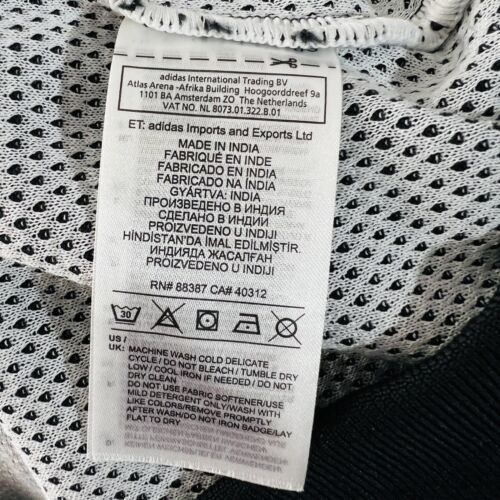 adidas International Trading BV
Atlas Arena -Afrika Building Hoogoorddreef 9a
1101 BA Amsterdam ZO The Netherlands
VAT NO. NL 8073.01.322.B.01
ET: adidas Imports and Exports Ltd
MADE IN INDIA
FABRIQUÉ EN INDE
FABRICADO EN INDIA
FABRICADO NA ÍNDIA
GYÁRTVA: INDIA
ПРОИЗВЕДЕНО В ИНДИЯ
СДЕЛАНО В ИНДИИ
PROIZVEDENO U INDIJI
HİNDİSTAN'DA İMAL EDİLMİŞTİR.
ИНДИЯДА ЖАСАЛҒАН
PROIZVEDENO U INDIJI
RN# 88387 CA# 40312
30
US /
UK: MACHINE WASH COLD DELICATE
CYCLE / DO NOT BLEACH / TUMBLE DRY
LOW / COOL IRON IF NEEDED / DO NOT
DRY CLEAN
DO NOT USE FABRIC SOFTENER/USE
MILD DETERGENT ONLY/WASH WITH
LIKE COLORS/REMOVE PROMPTLY
AFTER WASH/DO NOT IRON BADGE/LAY
FLAT TO DRY